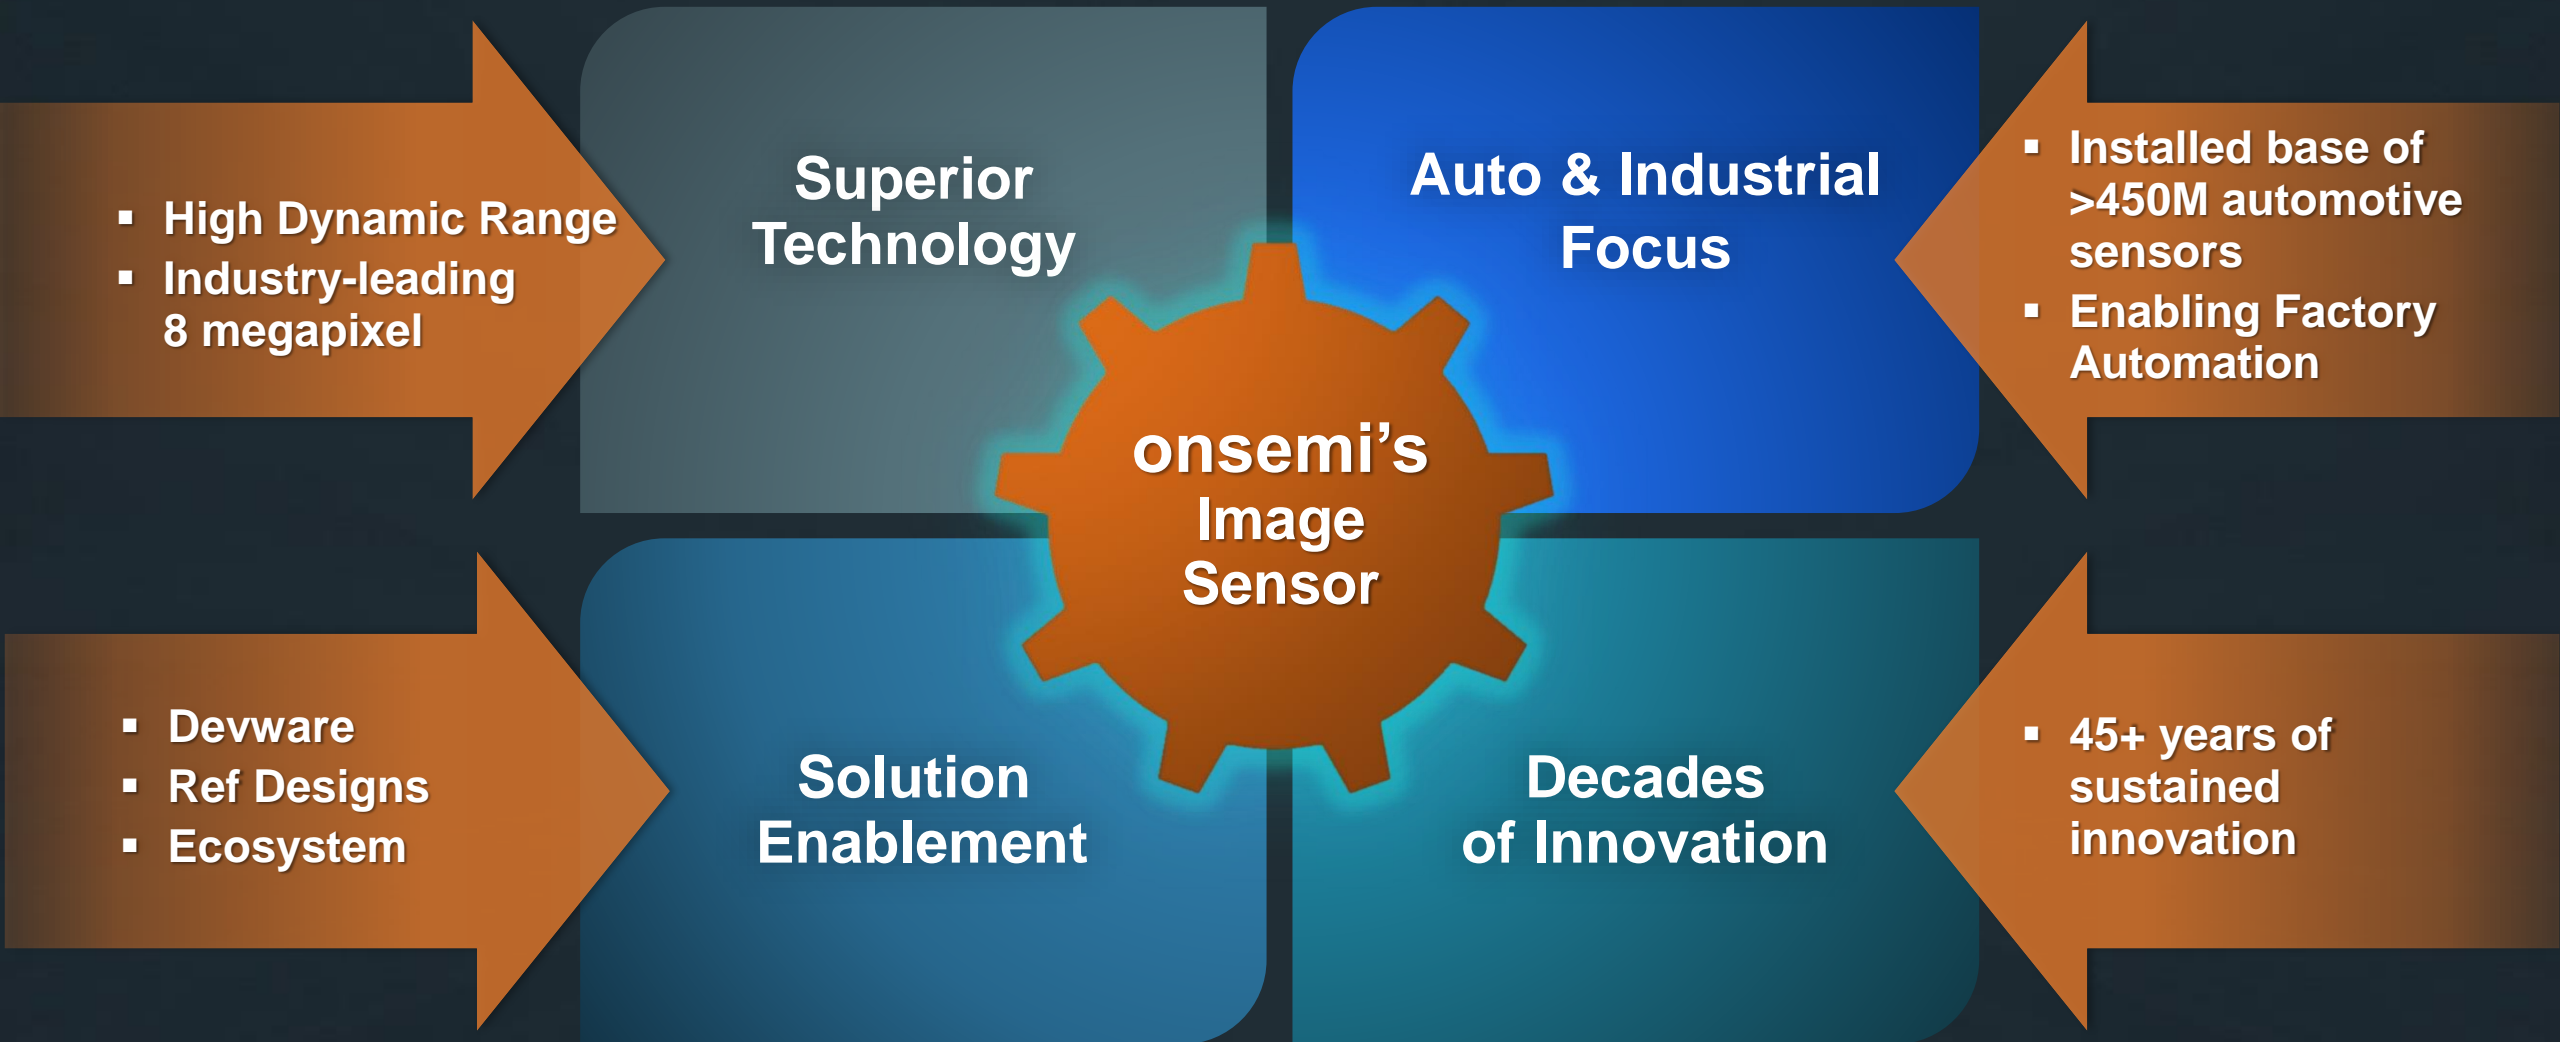 ▪ High Dynamic Range
▪ Industry-leading
8 megapixel
Superior
Technology
Auto & Industrial
Focus
▪ Installed base of
>450M automotive
sensors
▪ Enabling Factory
Automation
onsemi’s
Image
Sensor
▪ Devware
▪ Ref Designs
▪ Ecosystem
Solution
Enablement
Decades
of Innovation
▪ 45+ years of
sustained
innovation